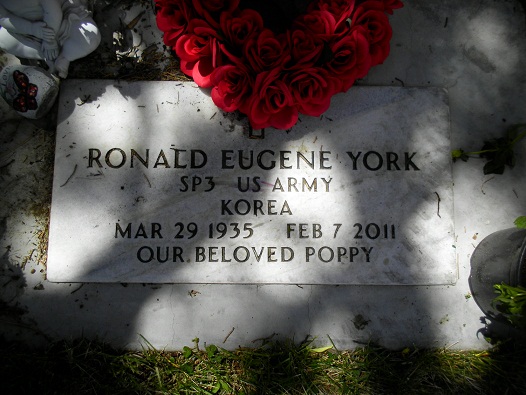 RONALD EUGENE YORK
SP3 US ARMY
KOREA
MAR 29 1935 FEB 7 2011
OUR BELOVED POPPY